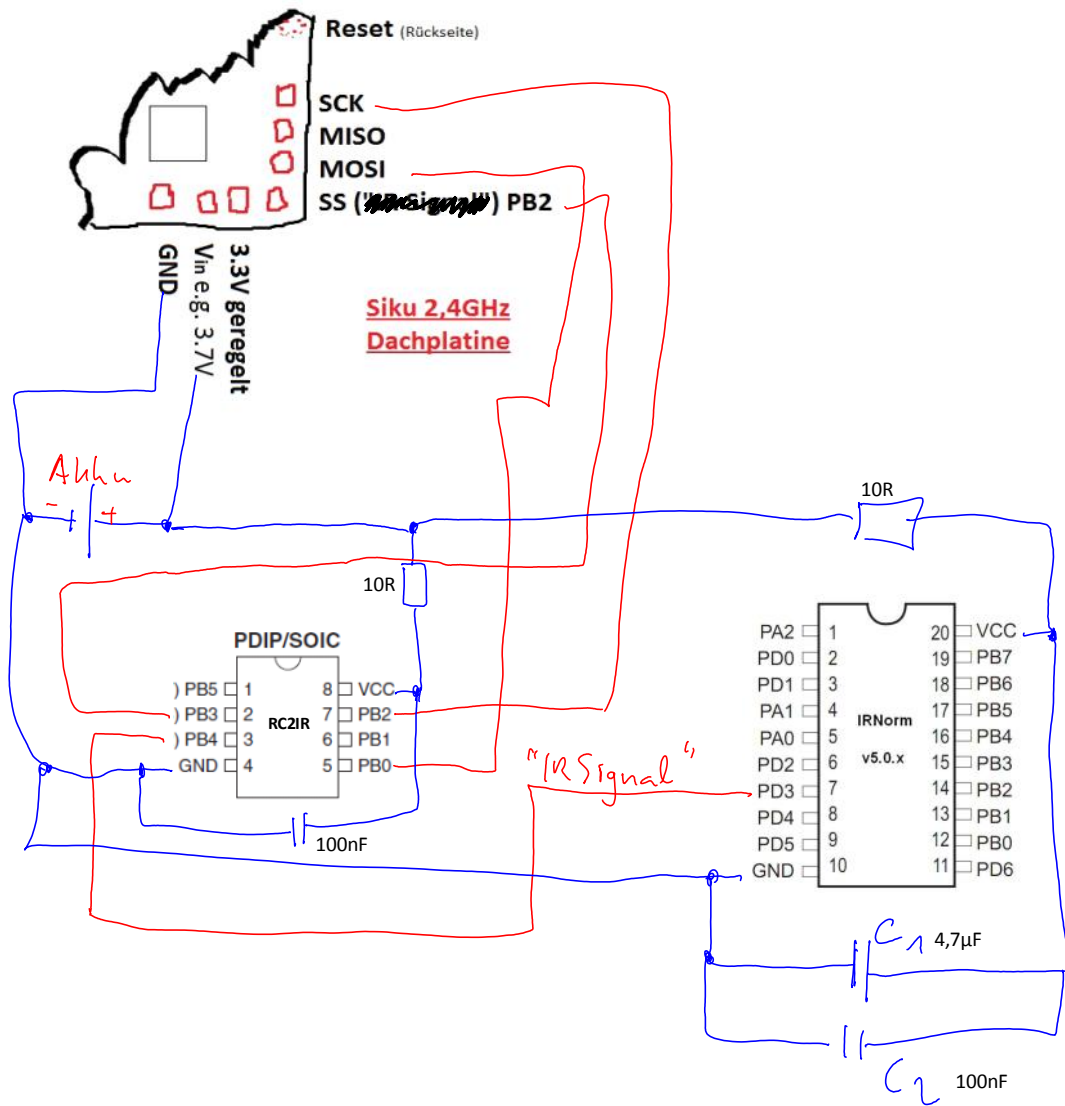 Reset (Rückseite)
SCK
MISO
MOSI
SS ("IR Signal") PB2
GND
Vin e.g. 3.7V
3.3V geregelt
Siku 2,4GHz
Dachplatine
Akku
- +
10R
10R
PDIP/SOIC
) PB5 1 8 VCC
) PB3 2 RC2IR 7 PB2
) PB4 3 6 PB1
GND 4 5 PB0
100nF
"IR Signal"
PA2 1 20 VCC
PD0 2 19 PB7
PD1 3 18 PB6
PA1 4 IRNorm 17 PB5
PA0 5 v5.0.x 16 PB4
PD2 6 15 PB3
PD3 7 14 PB2
PD4 8 13 PB1
PD5 9 12 PB0
GND 10 11 PD6
C1 4,7µF
C2 100nF